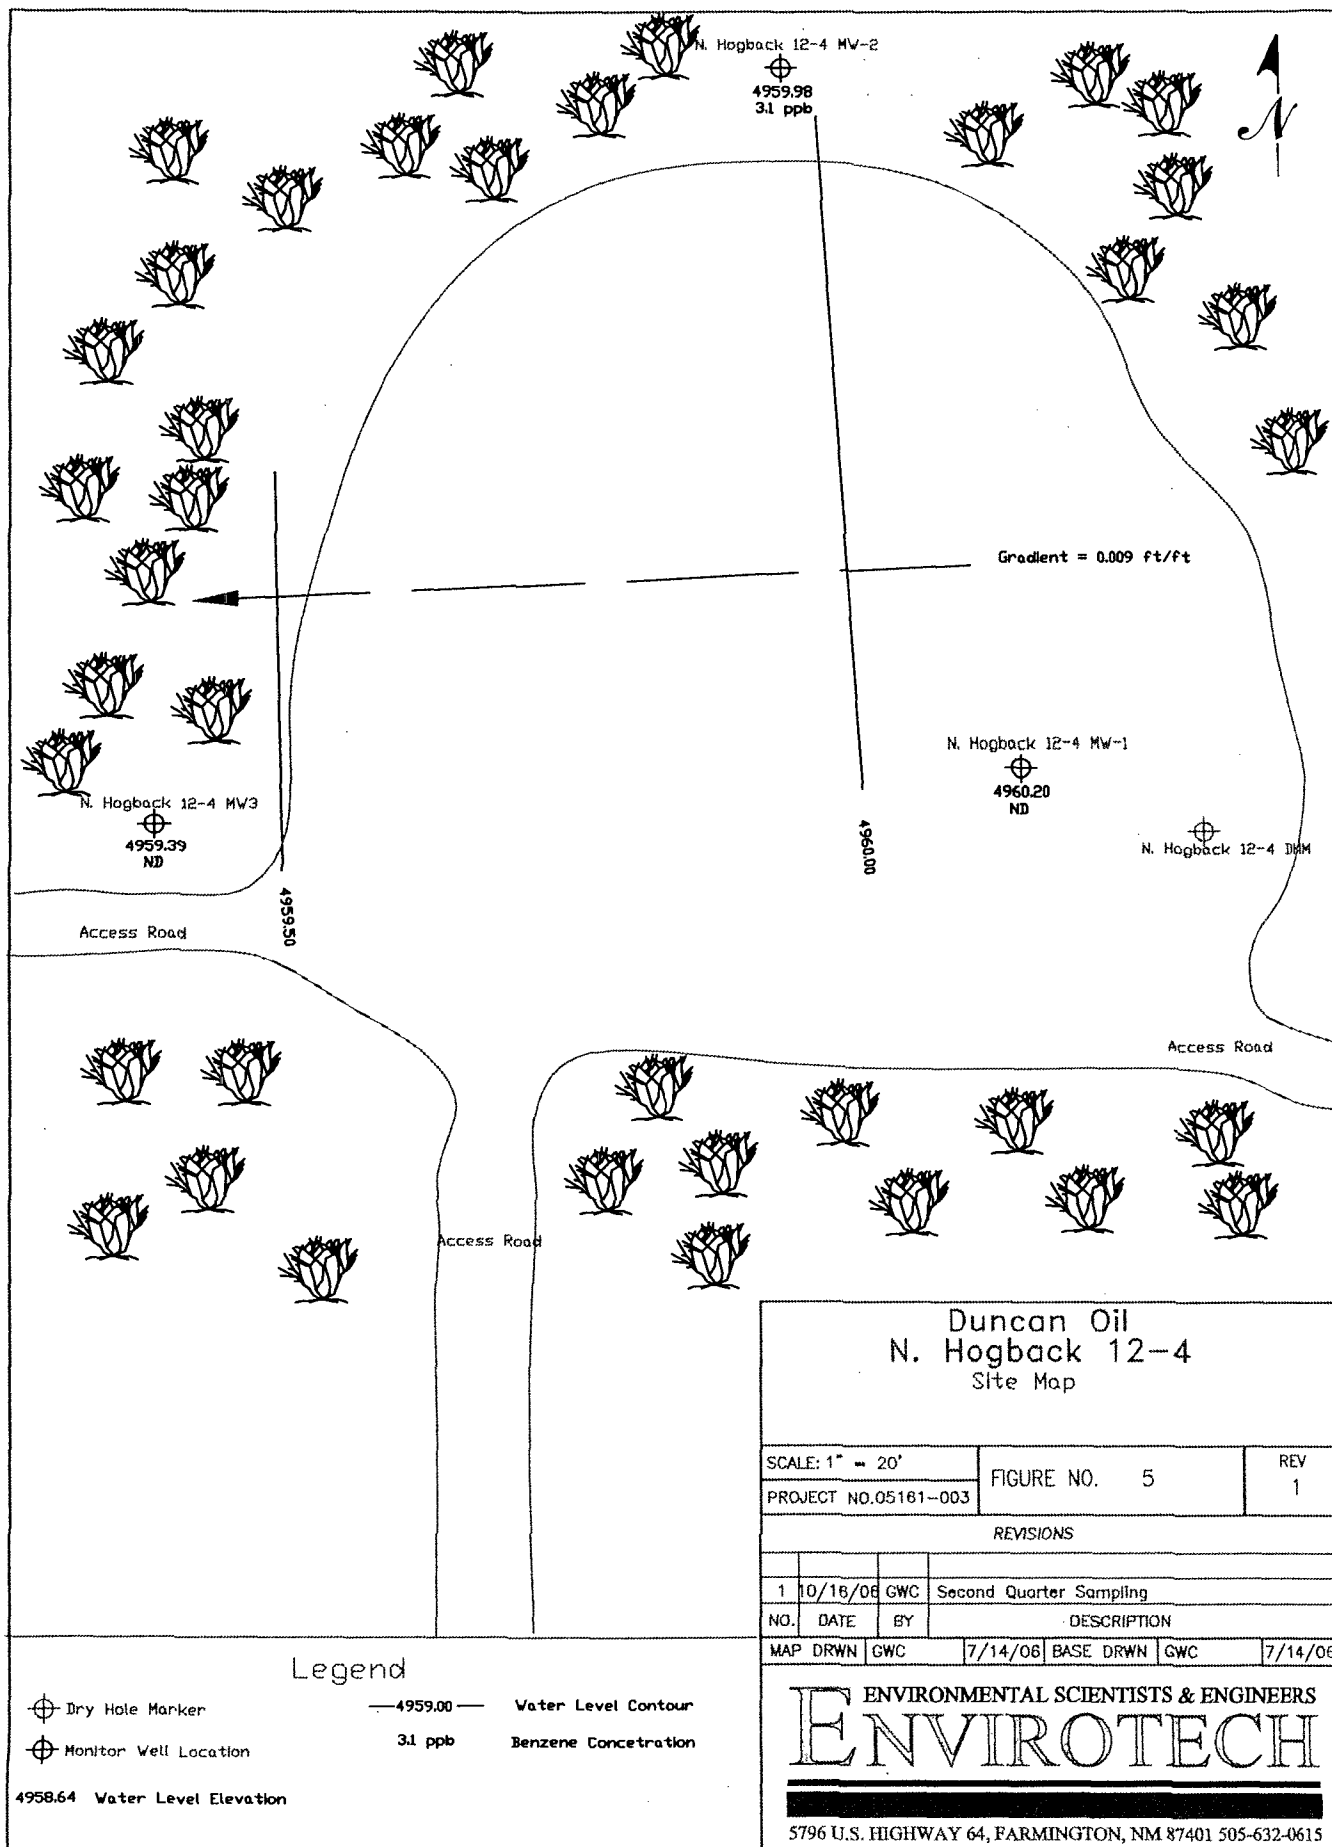 N. Hogback 12-4 MW-2
4959.98
3.1 ppb
N
Gradient = 0.009 ft/ft
N. Hogback 12-4 MW-1
4960.20
ND
N. Hogback 12-4 MW3
4959.39
ND
4960.00
N. Hogback 12-4 DHM
4959.50
Access Road
Access Road
Access Road
Duncan Oil
N. Hogback 12-4
Site Map
SCALE: 1" = 20'
FIGURE NO. 5
REV
1
PROJECT NO.05161-003
REVISIONS
1 10/16/06 GWC Second Quarter Sampling
NO. DATE BY DESCRIPTION
MAP DRWN GWC 7/14/06 BASE DRWN GWC 7/14/06
Legend
Dry Hole Marker
4959.00 Water Level Contour
Monitor Well Location
3.1 ppb Benzene Concetration
4958.64 Water Level Elevation
ENVIRONMENTAL SCIENTISTS & ENGINEERS
ENVIROTECH
5796 U.S. HIGHWAY 64, FARMINGTON, NM 87401 505-632-0615